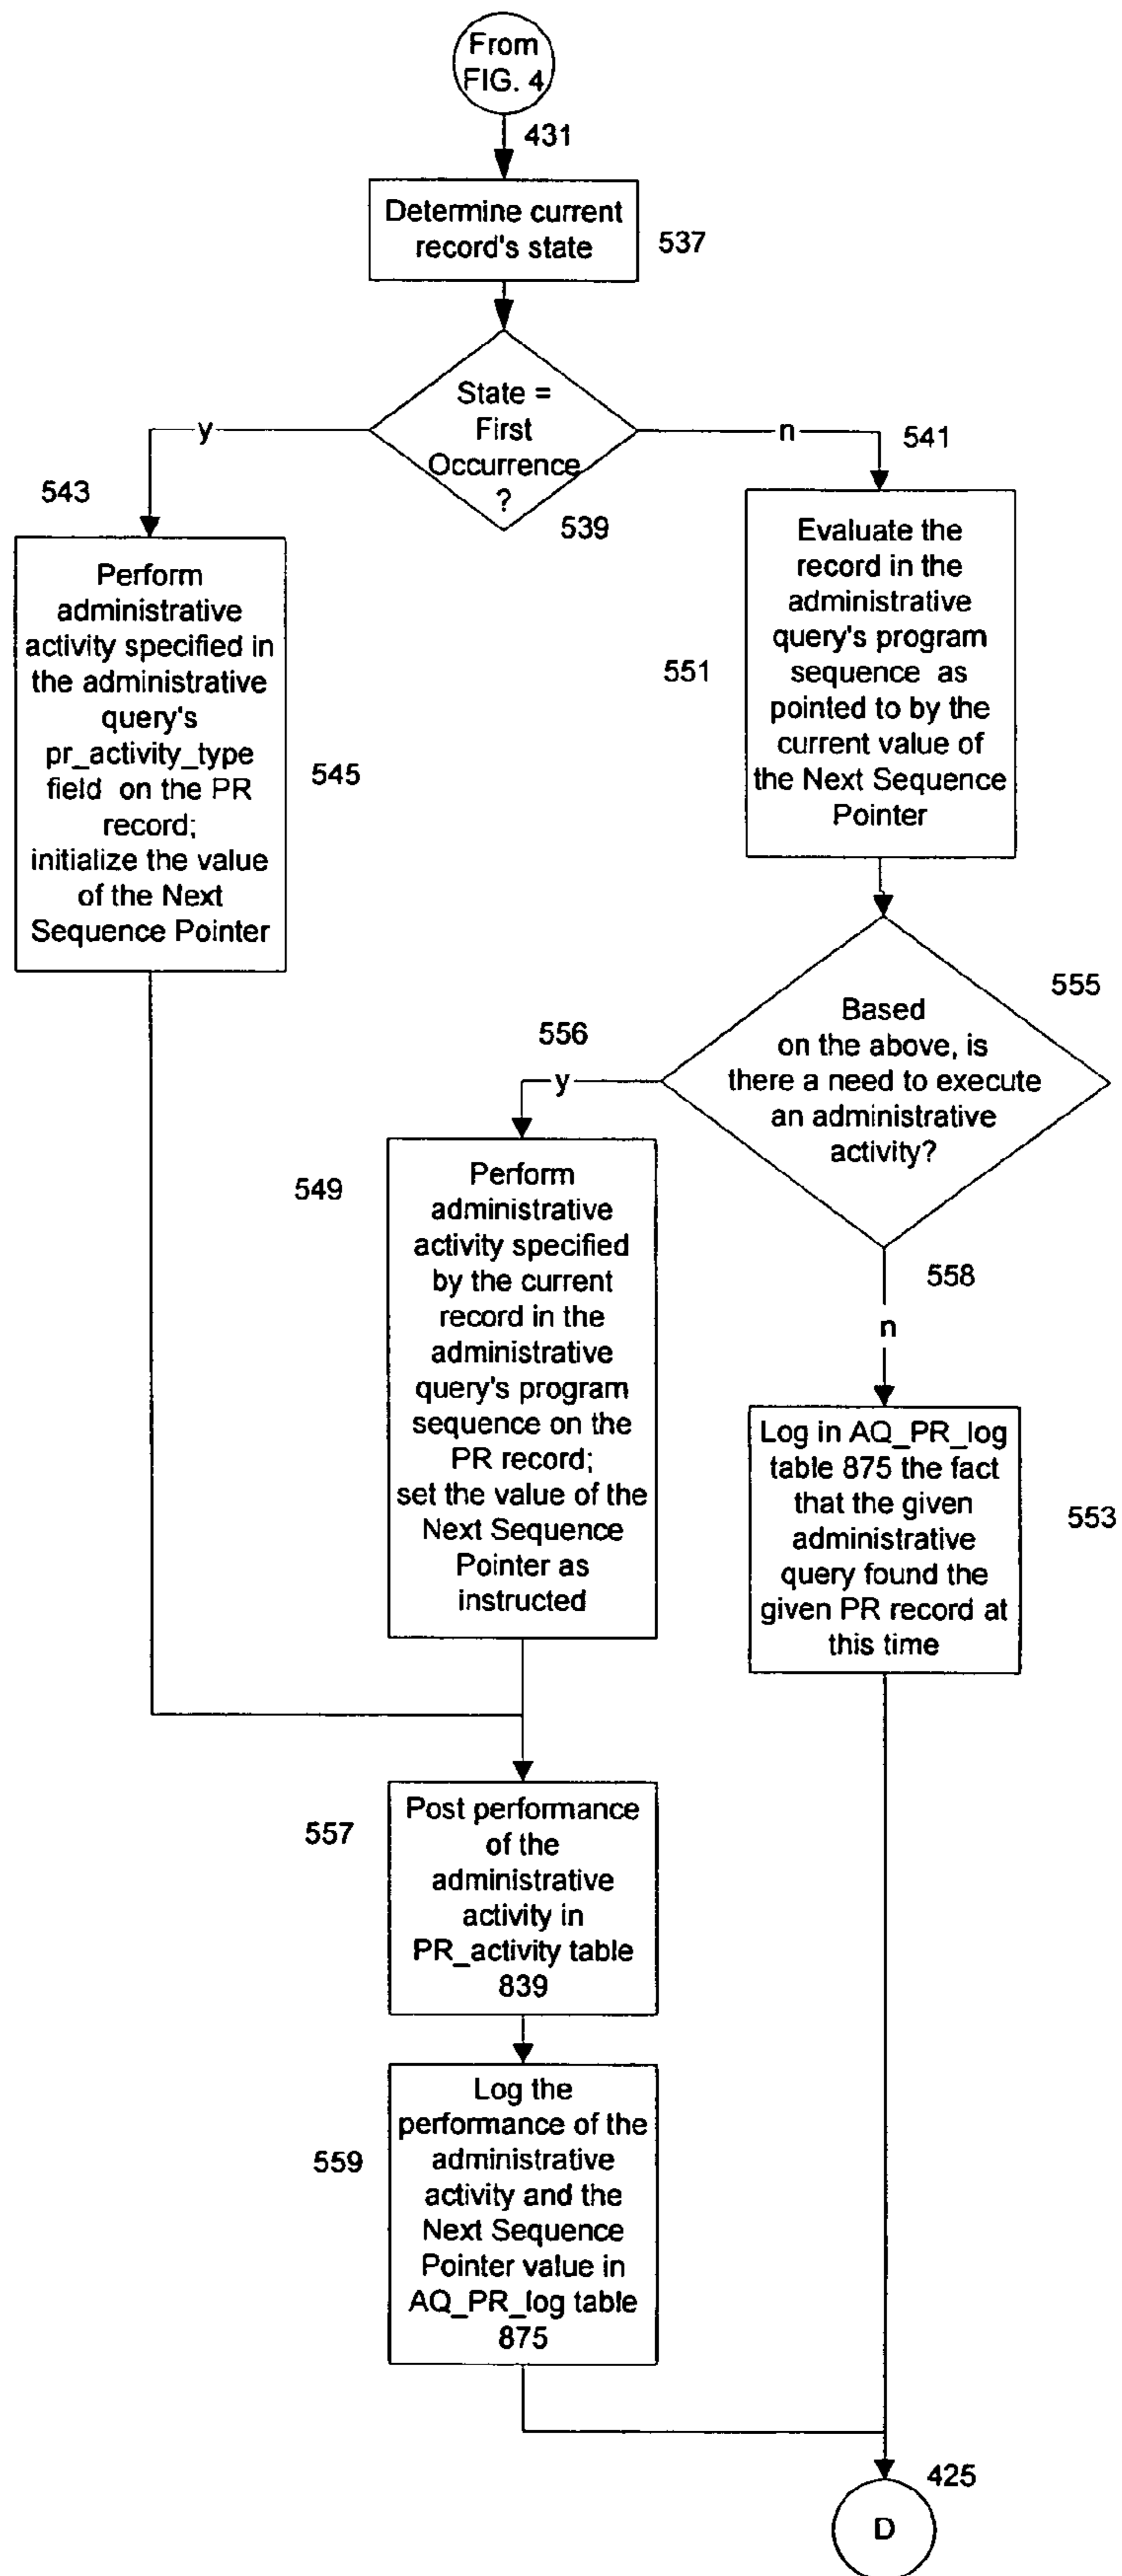 From
FIG. 4
431
Determine current
record's state
537
State =
First
Occurrence
?
539
y
n
541
543
Perform
administrative
activity specified in
the administrative
query's
pr_activity_type
field on the PR
record;
initialize the value
of the Next
Sequence Pointer
545
551
Evaluate the
record in the
administrative
query's program
sequence as
pointed to by the
current value of
the Next Sequence
Pointer
555
Based
on the above, is
there a need to execute
an administrative
activity?
556
y
558
n
549
Perform
administrative
activity specified
by the current
record in the
administrative
query's program
sequence on the
PR record;
set the value of the
Next Sequence
Pointer as
instructed
Log in AQ_PR_log
table 875 the fact
that the given
administrative
query found the
given PR record at
this time
553
557
Post performance
of the
administrative
activity in
PR_activity table
839
559
Log the
performance of the
administrative
activity and the
Next Sequence
Pointer value in
AQ_PR_log table
875
425
D